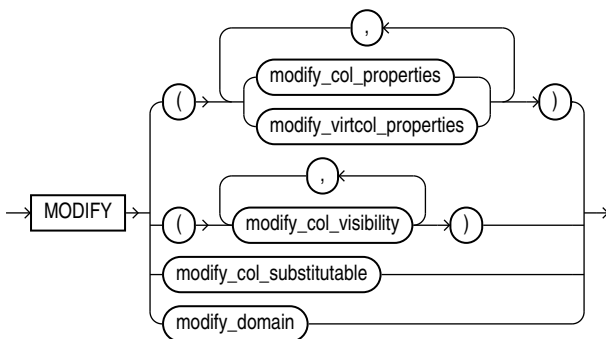 ,
modify_col_properties
( )
modify_virtcol_properties
,
MODIFY ( modify_col_visibility )
modify_col_substitutable
modify_domain